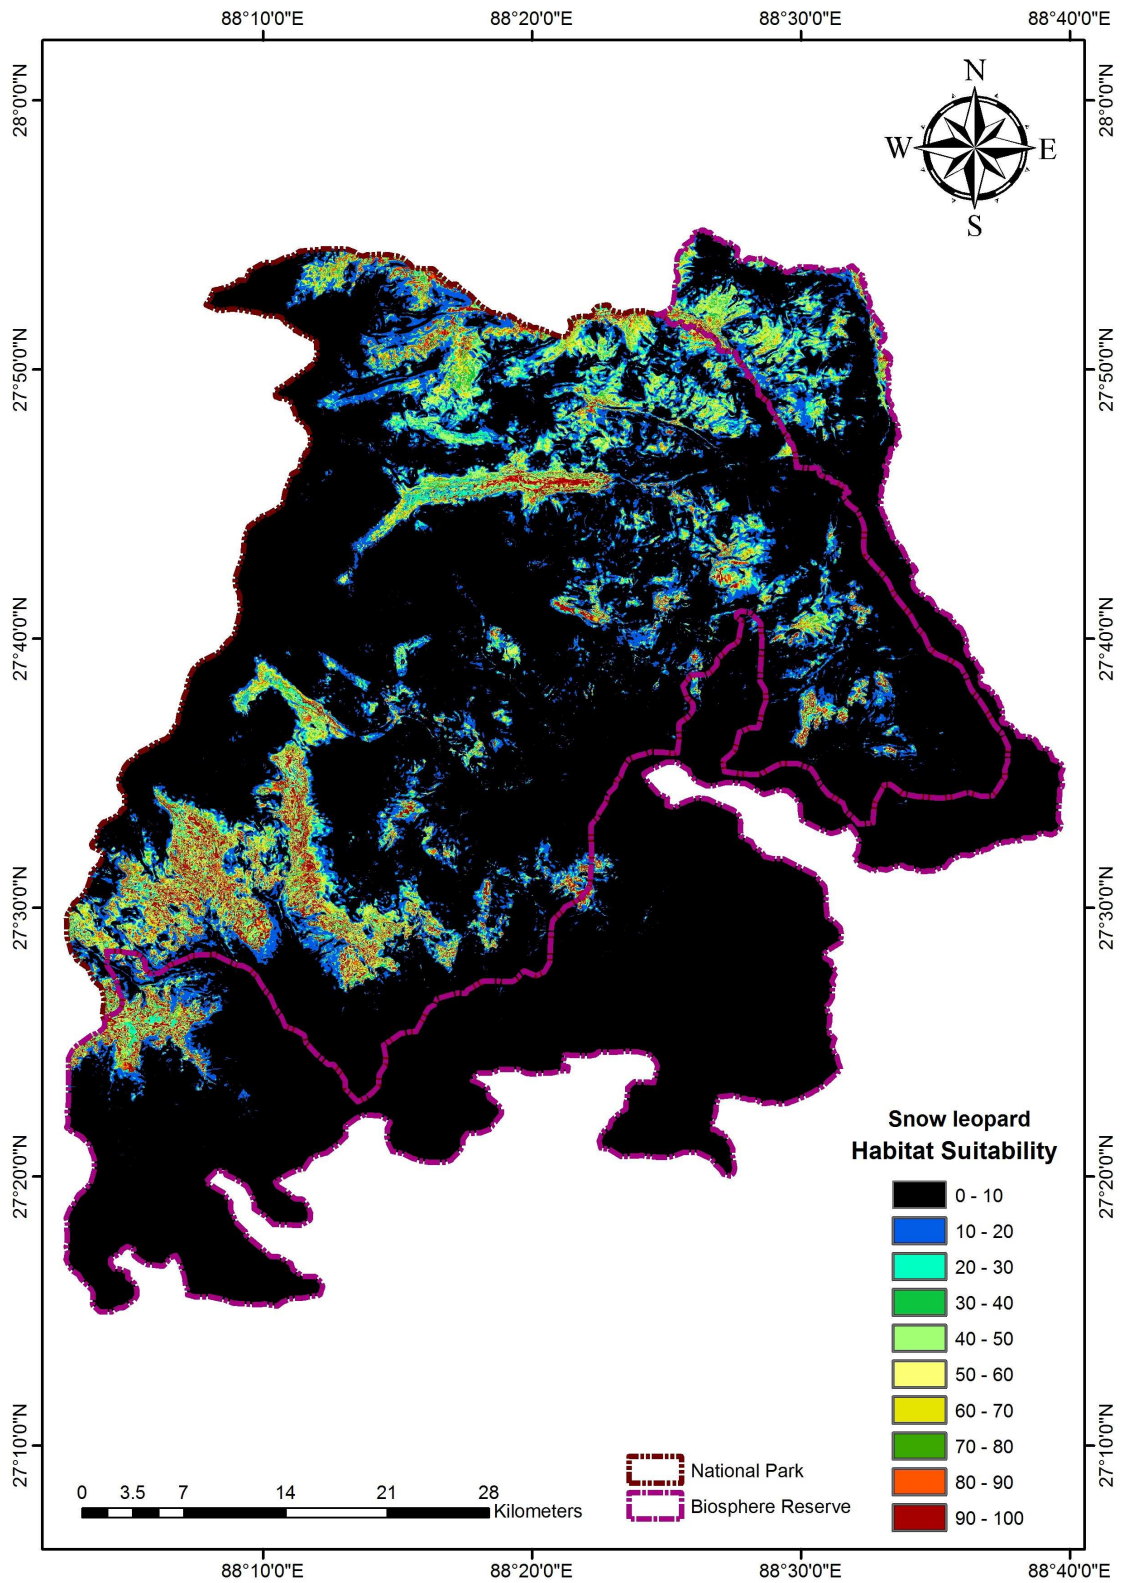 88°10'0"E 88°20'0"E 88°30'0"E 88°40'0"E
28°0'0"N 28°0'0"N
27°50'0"N 27°50'0"N
27°40'0"N 27°40'0"N
27°30'0"N 27°30'0"N
27°20'0"N 27°20'0"N
27°10'0"N 27°10'0"N
N
W E
S
Snow leopard
Habitat Suitability
0 - 10
10 - 20
20 - 30
30 - 40
40 - 50
50 - 60
60 - 70
70 - 80
80 - 90
90 - 100
National Park
Biosphere Reserve
0 3.5 7 14 21 28
Kilometers
88°10'0"E 88°20'0"E 88°30'0"E 88°40'0"E